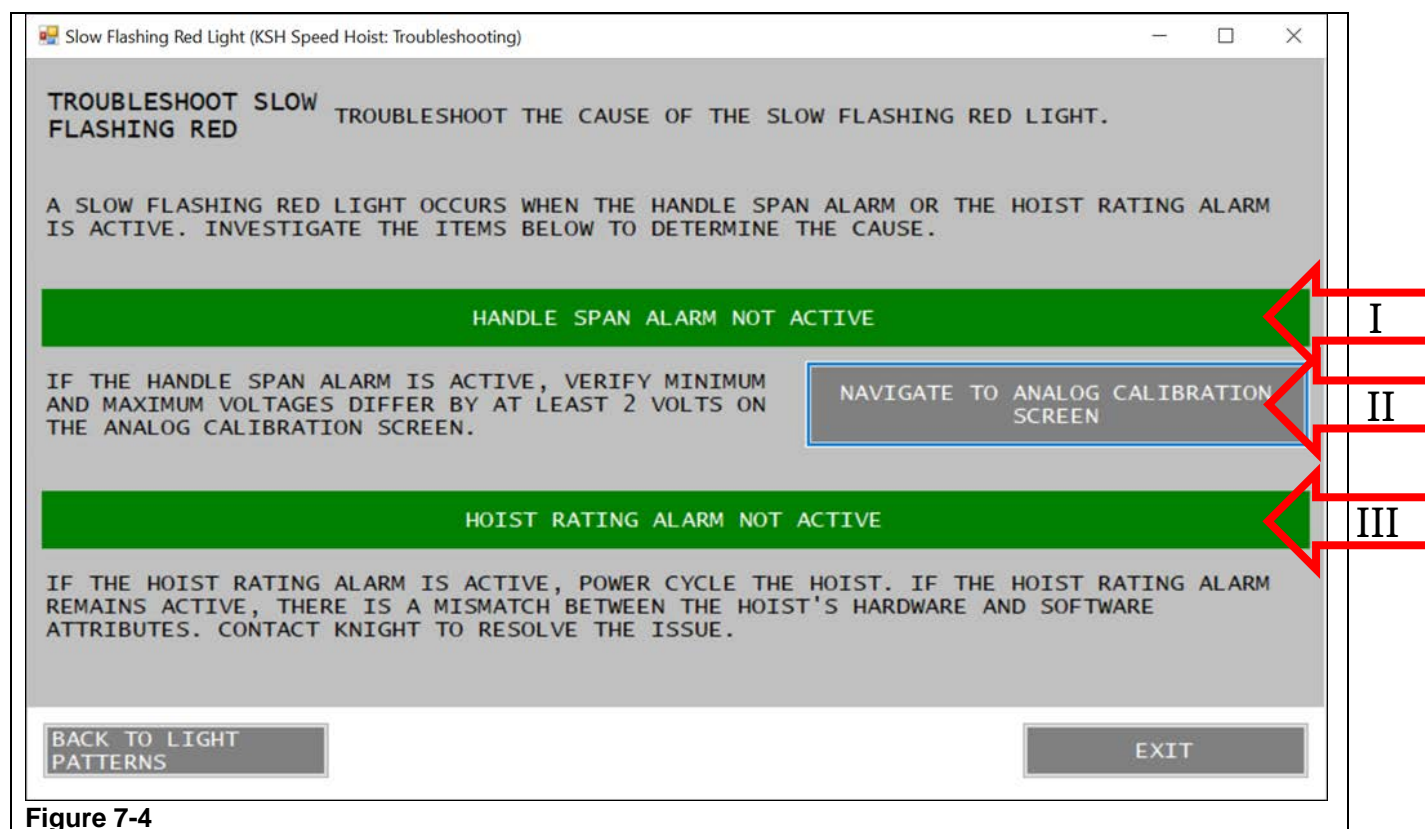 Slow Flashing Red Light (KSH Speed Hoist: Troubleshooting)
TROUBLESHOOT SLOW
FLASHING RED
TROUBLESHOOT THE CAUSE OF THE SLOW FLASHING RED LIGHT.
A SLOW FLASHING RED LIGHT OCCURS WHEN THE HANDLE SPAN ALARM OR THE HOIST RATING ALARM
IS ACTIVE. INVESTIGATE THE ITEMS BELOW TO DETERMINE THE CAUSE.
HANDLE SPAN ALARM NOT ACTIVE
I
IF THE HANDLE SPAN ALARM IS ACTIVE, VERIFY MINIMUM
AND MAXIMUM VOLTAGES DIFFER BY AT LEAST 2 VOLTS ON
THE ANALOG CALIBRATION SCREEN.
NAVIGATE TO ANALOG CALIBRATION
SCREEN
II
HOIST RATING ALARM NOT ACTIVE
III
IF THE HOIST RATING ALARM IS ACTIVE, POWER CYCLE THE HOIST. IF THE HOIST RATING ALARM
REMAINS ACTIVE, THERE IS A MISMATCH BETWEEN THE HOIST'S HARDWARE AND SOFTWARE
ATTRIBUTES. CONTACT KNIGHT TO RESOLVE THE ISSUE.
BACK TO LIGHT
PATTERNS
EXIT
Figure 7-4